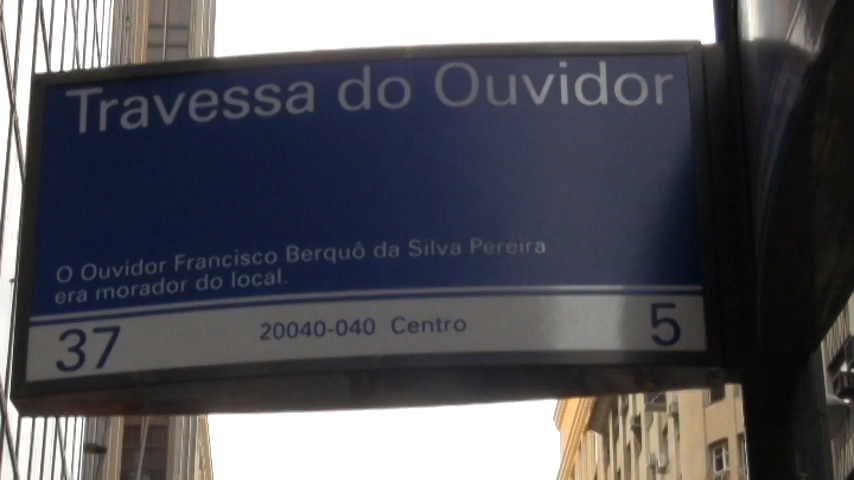 Travessa do Ouvidor
O Ouvidor Francisco Berquô da Silva Pereira
era morador do local.
37 20040-040 Centro 5